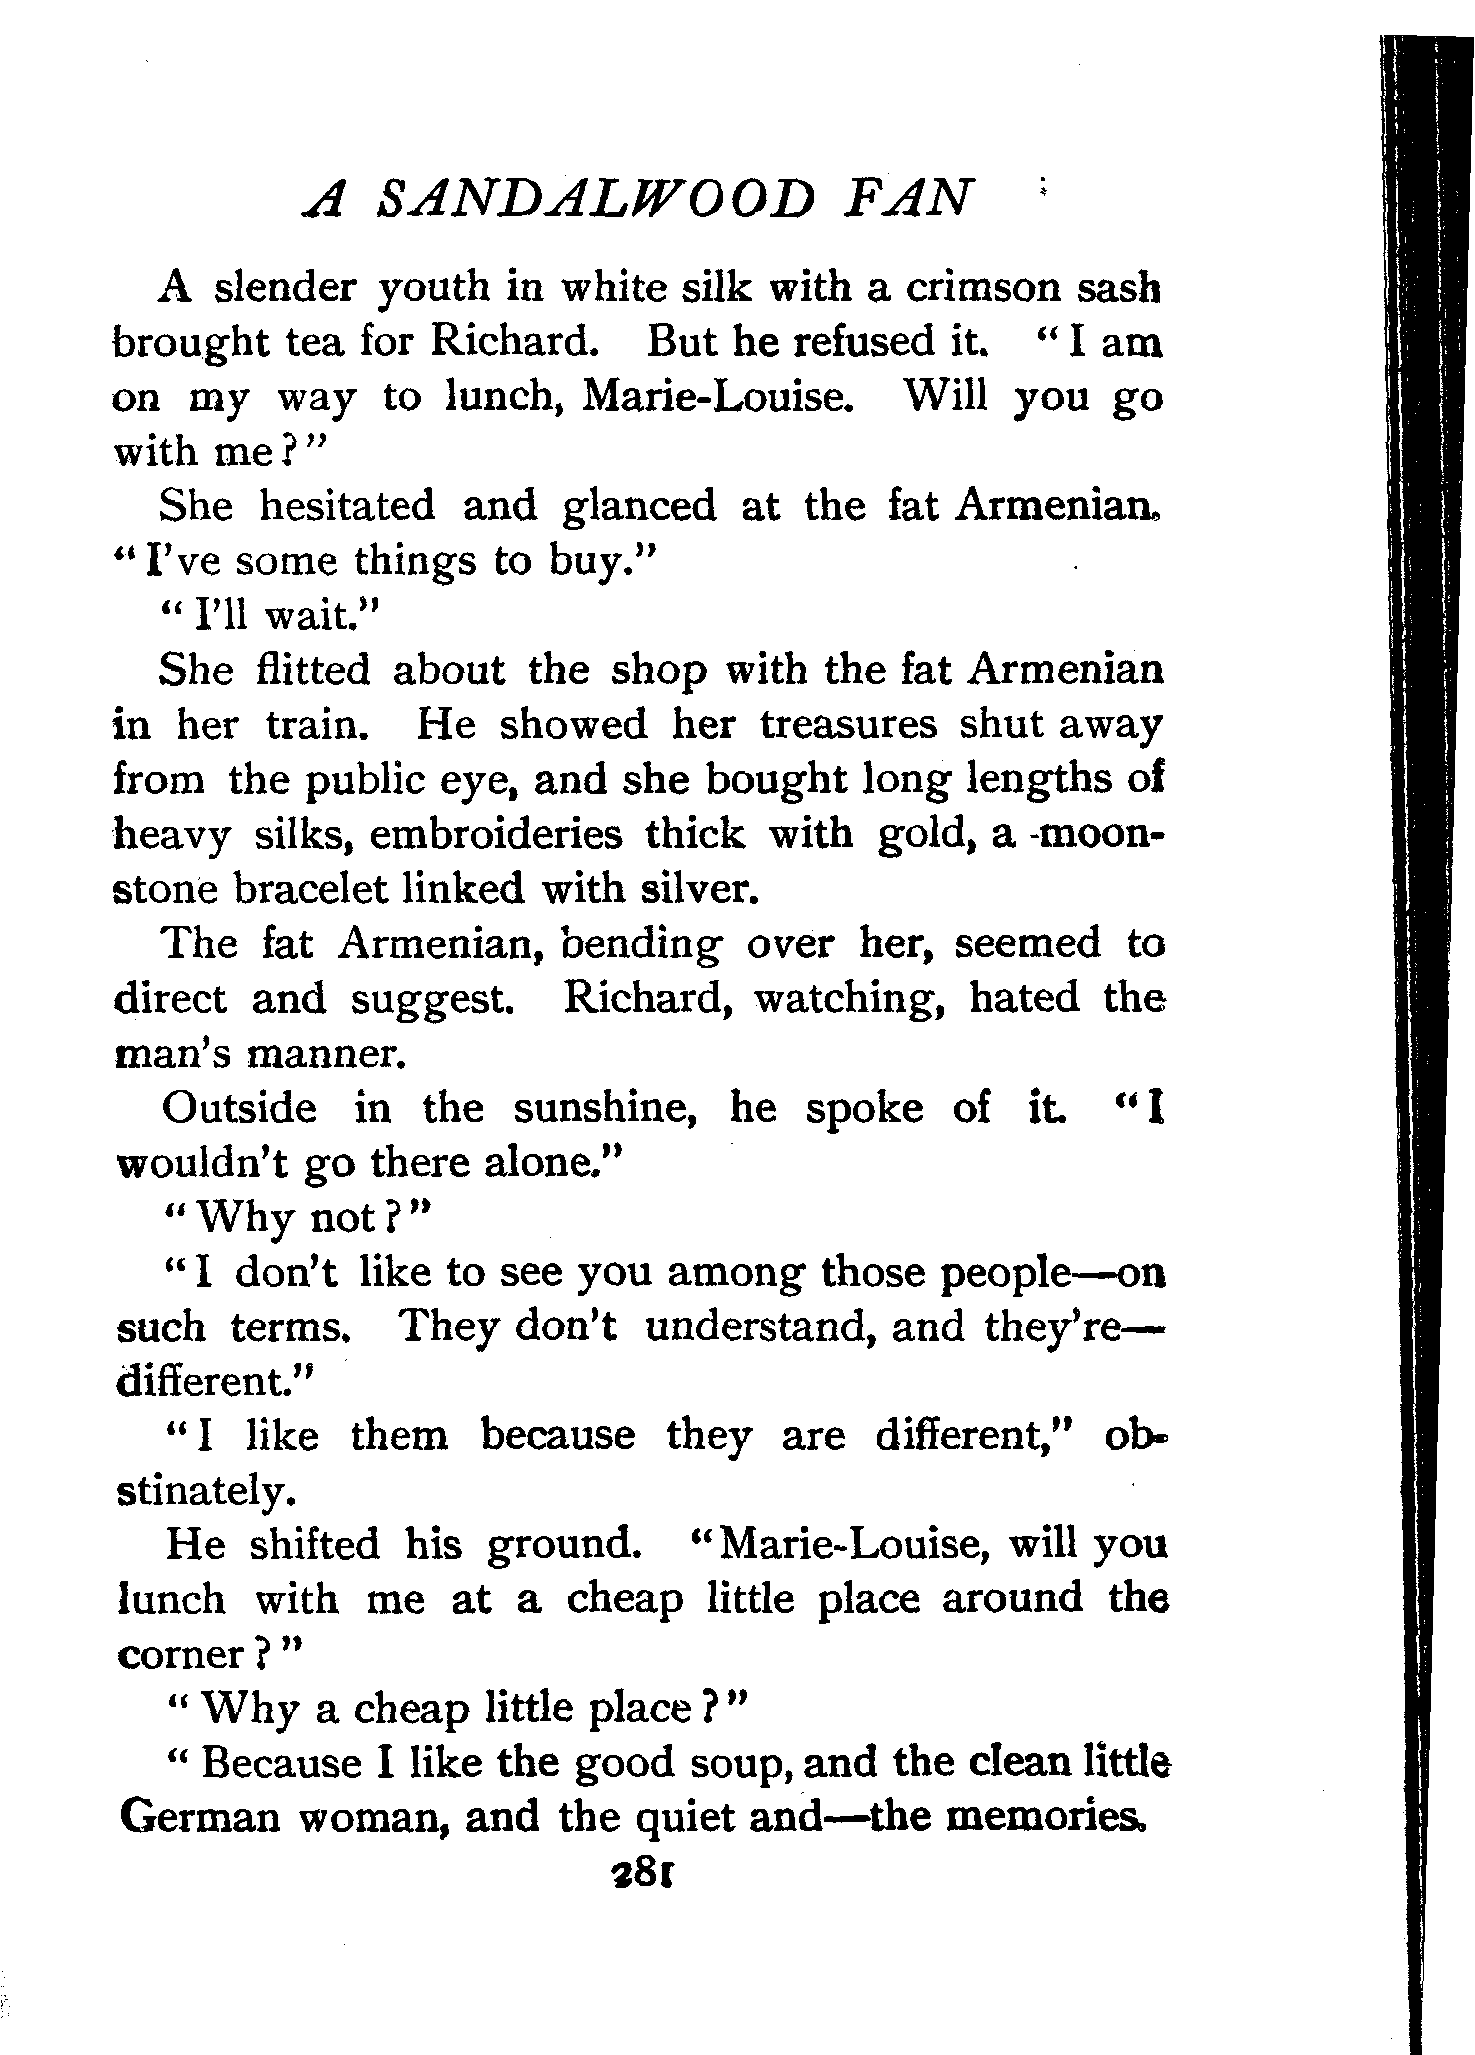 A SANDALWOOD FAN
A slender youth in white silk with a crimson sash
brought tea for Richard. But he refused it. "I am
on my way to lunch, Marie-Louise. Will you go
with me?"
She hesitated and glanced at the fat Armenian.
"I've some things to buy."
"I'll wait."
She flitted about the shop with the fat Armenian
in her train. He showed her treasures shut away
from the public eye, and she bought long lengths of
heavy silks, embroideries thick with gold, a moon-
stone bracelet linked with silver.
The fat Armenian, bending over her, seemed to
direct and suggest. Richard, watching, hated the
man's manner.
Outside in the sunshine, he spoke of it. "I
wouldn't go there alone."
"Why not?"
"I don't like to see you among those people—on
such terms. They don't understand, and they're—
different."
"I like them because they are different," ob-
stinately.
He shifted his ground. "Marie-Louise, will you
lunch with me at a cheap little place around the
corner?"
"Why a cheap little place?"
"Because I like the good soup, and the clean little
German woman, and the quiet and—the memories.
281